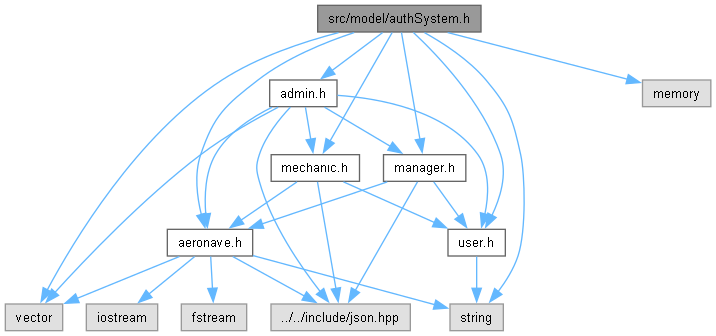 src/model/authSystem.h
admin.h
memory
mechanic.h
manager.h
aeronave.h
user.h
vector
iostream
fstream
../../include/json.hpp
string